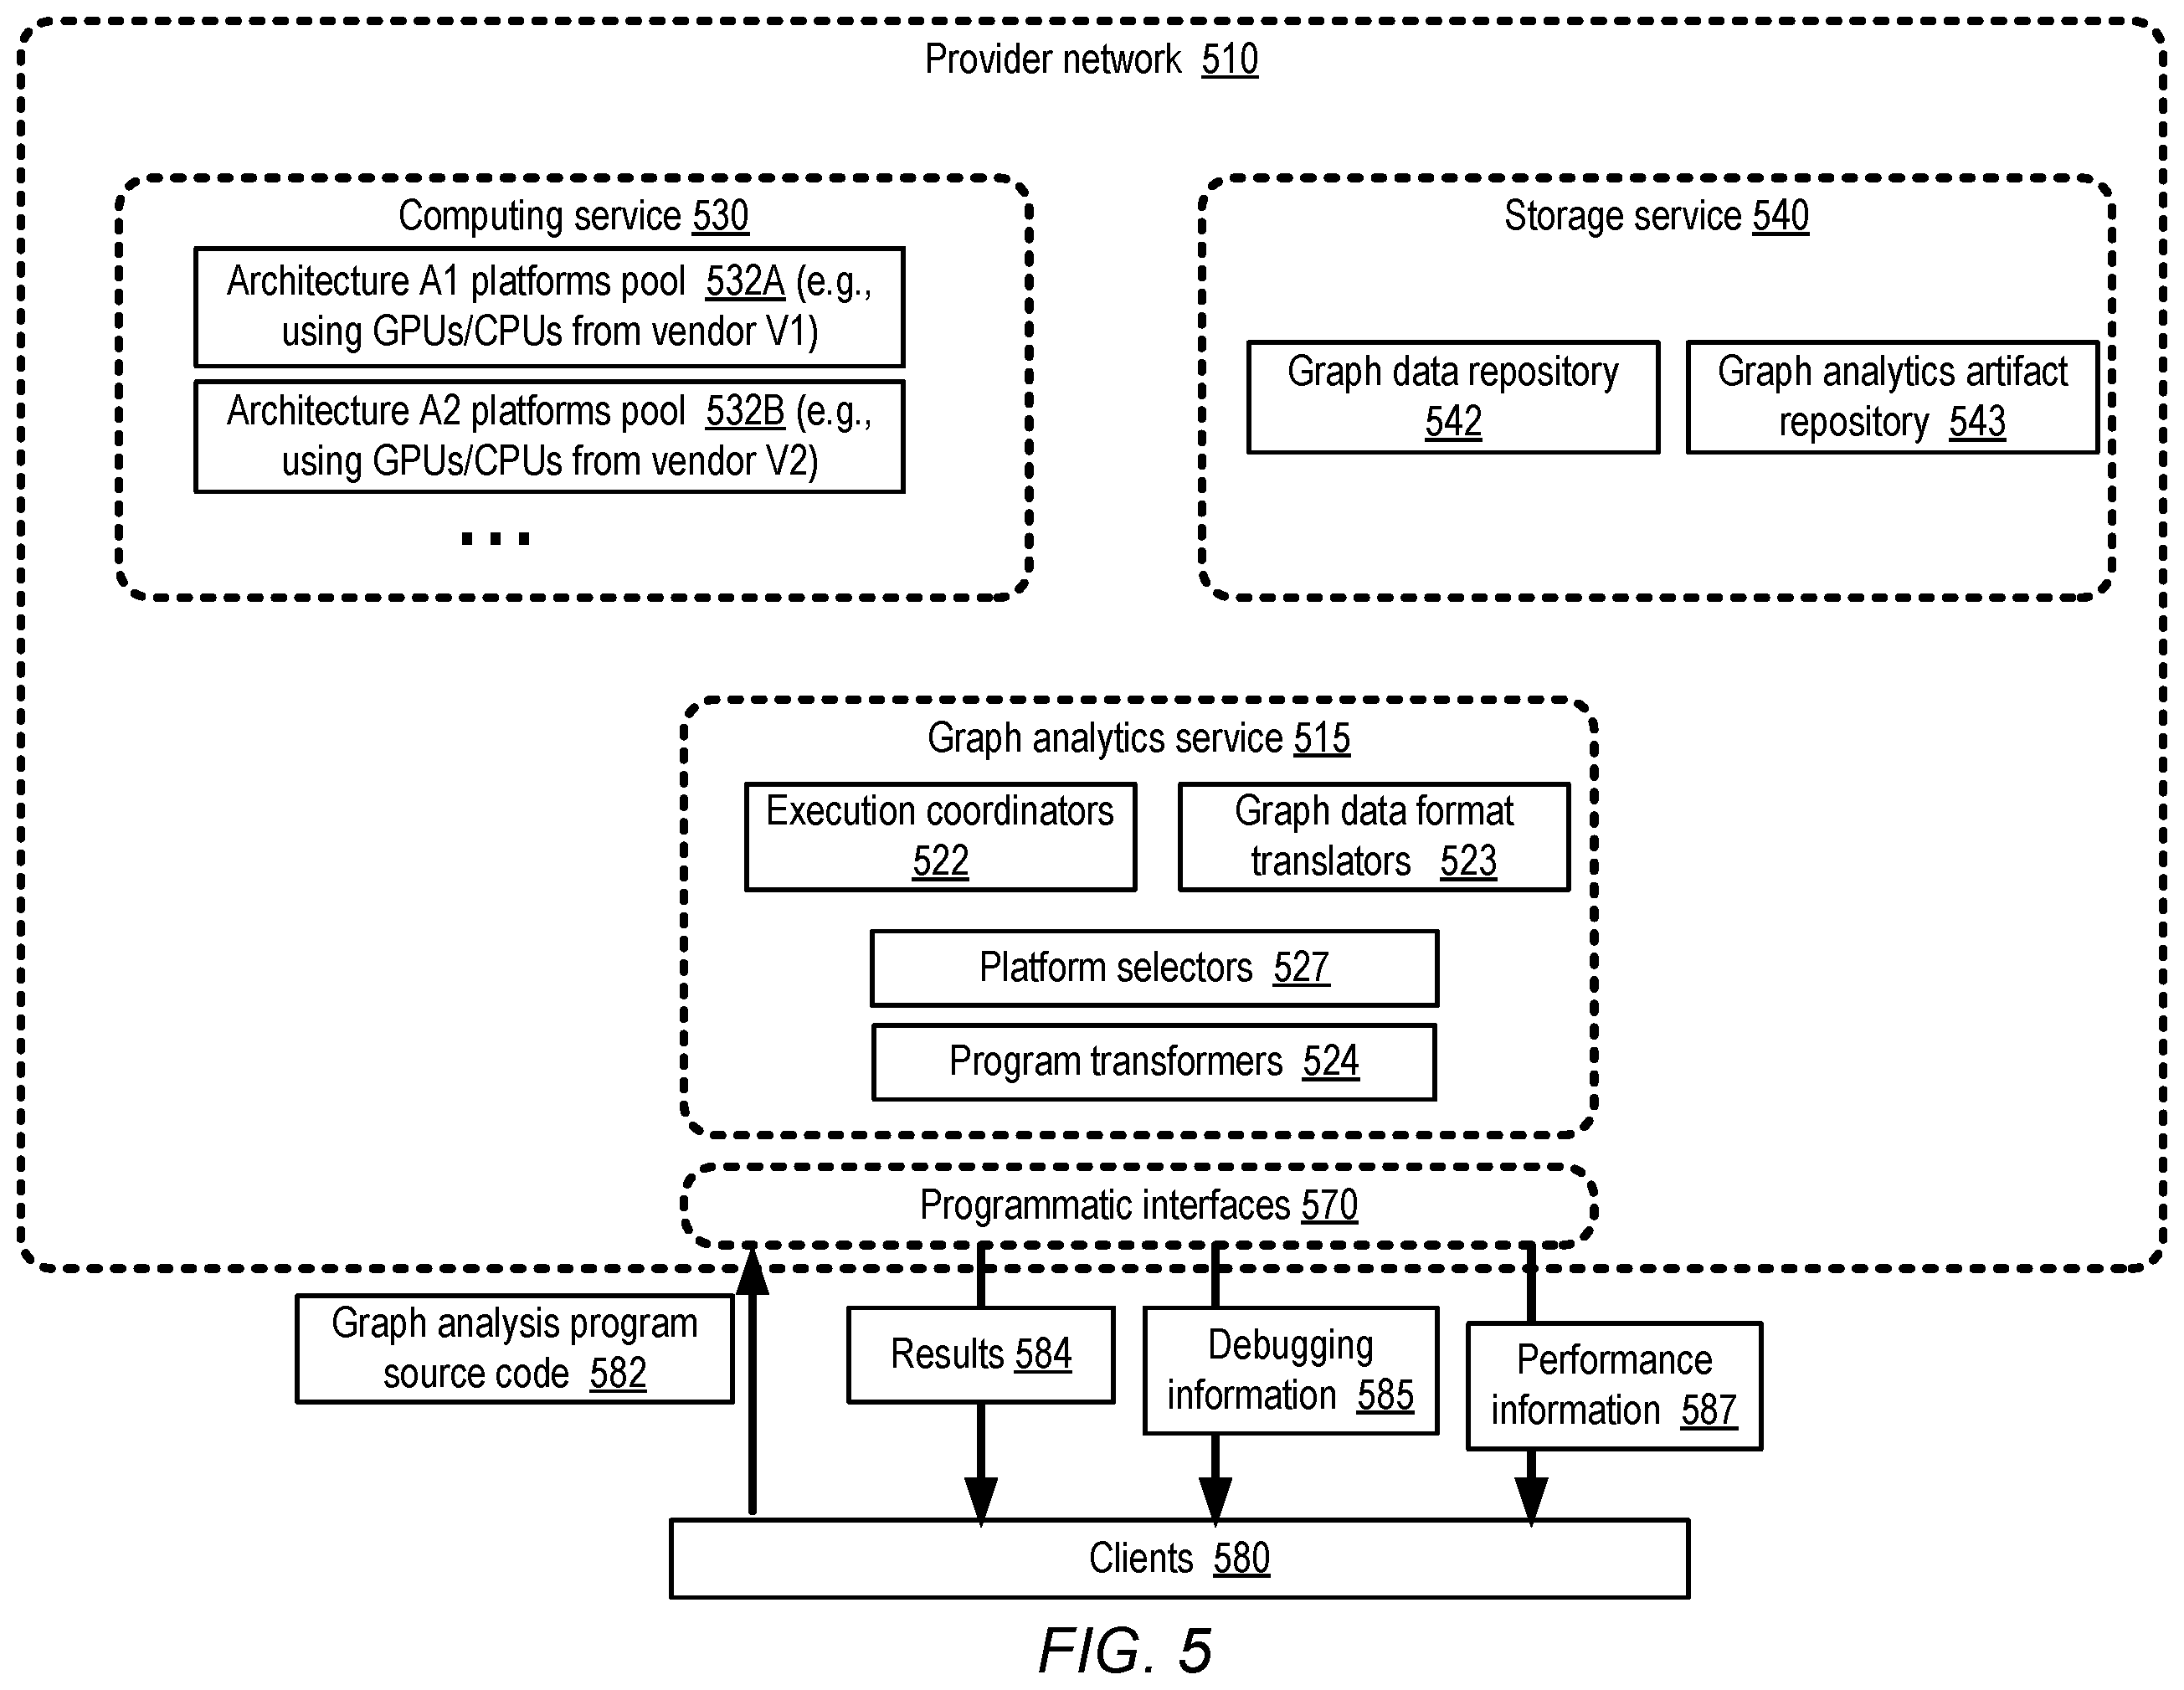 Provider network 510
Computing service 530
Architecture A1 platforms pool 532A (e.g.,
using GPUs/CPUs from vendor V1)
Architecture A2 platforms pool 532B (e.g.,
using GPUs/CPUs from vendor V2)
...
Storage service 540
Graph data repository
542
Graph analytics artifact
repository 543
Graph analytics service 515
Execution coordinators
522
Graph data format
translators 523
Platform selectors 527
Program transformers 524
Programmatic interfaces 570
Graph analysis program
source code 582
Results 584
Debugging
information 585
Performance
information 587
Clients 580
FIG. 5